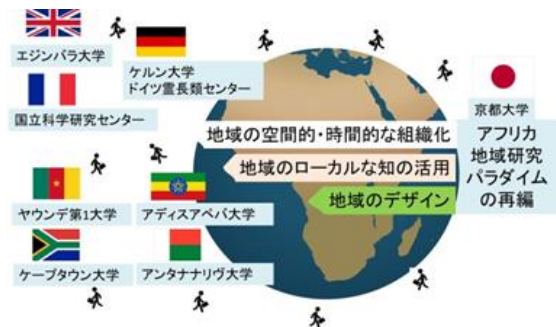 エジンバラ大学
ケルン大学
ドイツ霊長類センター
国立科学研究センター
京都大学
アフリカ
地域研究
パラダイム
の再編
地域の空間的・時間的な組織化
地域のローカルな知の活用
地域のデザイン
ヤウンデ第1大学
アディスアベバ大学
ケープタウン大学
アンタナナリヴ大学